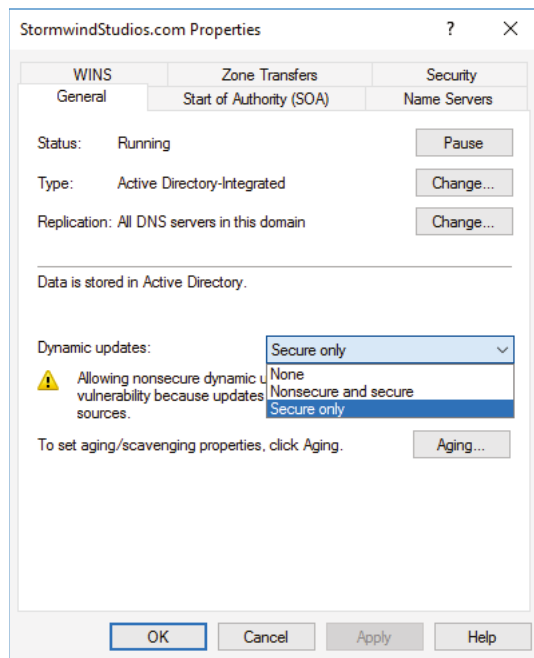 StormwindStudios.com Properties
? X
WINS Zone Transfers Security
General Start of Authority (SOA) Name Servers
Status: Running Pause
Type: Active Directory-Integrated Change...
Replication: All DNS servers in this domain Change...
Data is stored in Active Directory.
Dynamic updates: Secure only
None
Nonsecure and secure
Secure only
Allowing nonsecure dynamic
vulnerability because updates
sources.
To set aging/scavenging properties, click Aging. Aging...
OK Cancel Apply Help